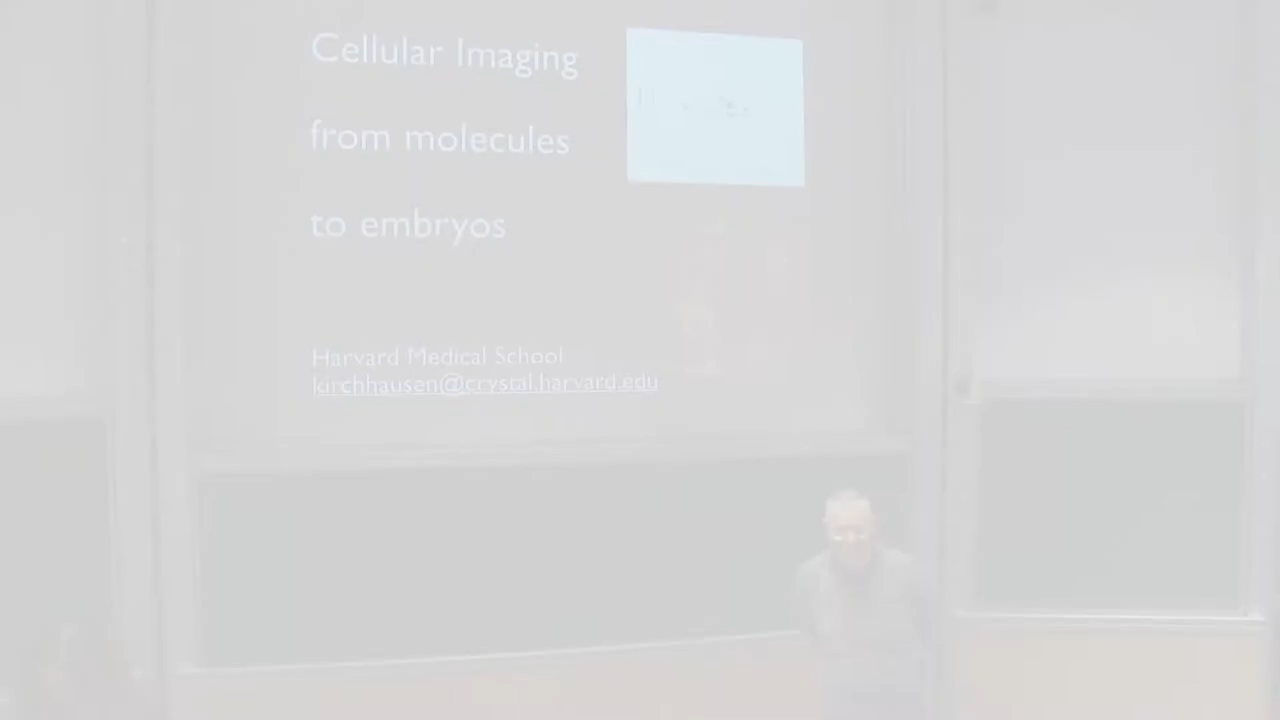 Cellular Imaging
from molecules
to embryos
Harvard Medical School
kirchhausen@crystal.harvard.edu